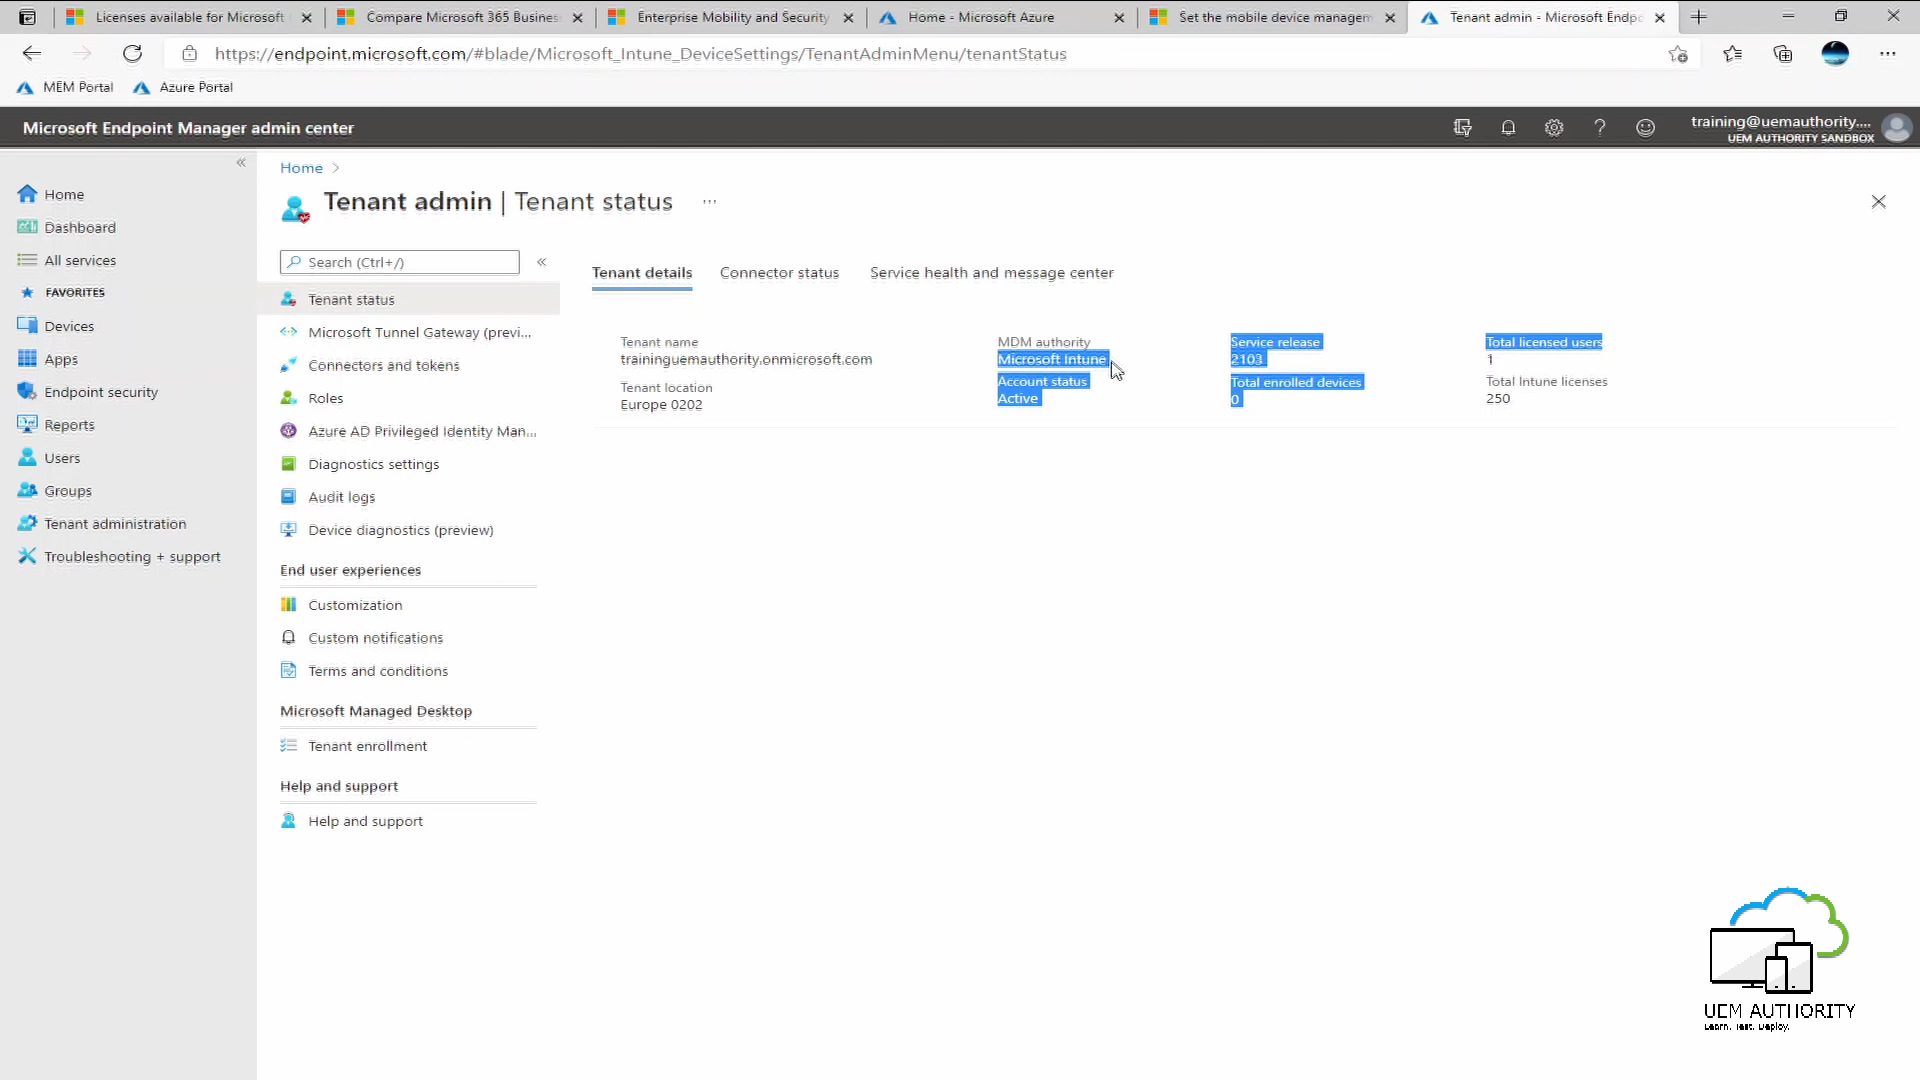 Licenses available for Microsoft
Compare Microsoft 365 Busines
Enterprise Mobility and Security
Home - Microsoft Azure
Set the mobile device managem
Tenant admin - Microsoft Endpo
https://endpoint.microsoft.com/#blade/Microsoft_Intune_DeviceSettings/TenantAdminMenu/tenantStatus
MEM Portal
Azure Portal
Microsoft Endpoint Manager admin center
training@uemauthority....
UEM AUTHORITY SANDBOX
Home
Dashboard
All services
FAVORITES
Devices
Apps
Endpoint security
Reports
Users
Groups
Tenant administration
Troubleshooting + support
Home >
Tenant admin | Tenant status ...
Search (Ctrl+/)
Tenant status
Microsoft Tunnel Gateway (previ...
Connectors and tokens
Roles
Azure AD Privileged Identity Man...
Diagnostics settings
Audit logs
Device diagnostics (preview)
End user experiences
Customization
Custom notifications
Terms and conditions
Microsoft Managed Desktop
Tenant enrollment
Help and support
Help and support
Tenant details
Connector status
Service health and message center
Tenant name
traininguemauthority.onmicrosoft.com
Tenant location
Europe 0202
MDM authority
Microsoft Intune
Account status
Active
Service release
2103
Total enrolled devices
0
Total licensed users
1
Total Intune licenses
250
UEM AUTHORITY
Learn. Test. Deploy.